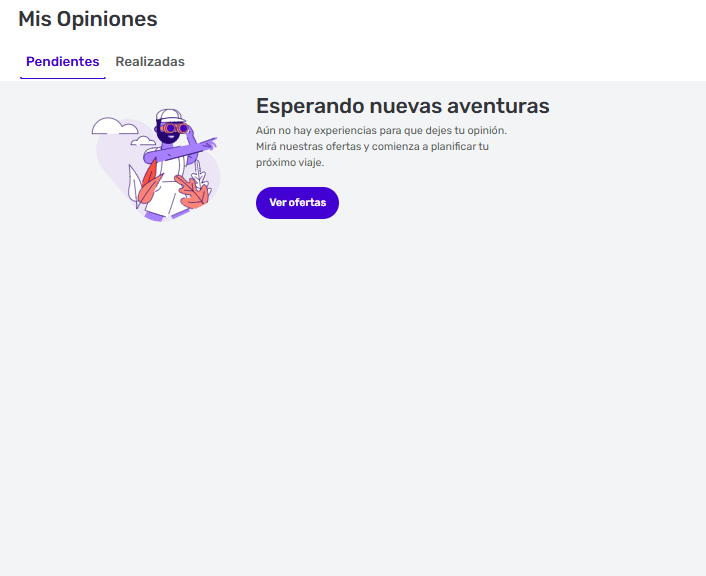 Mis Opiniones
Pendientes Realizadas
Esperando nuevas aventuras
Aún no hay experiencias para que dejes tu opinión.
Mirá nuestras ofertas y comienza a planificar tu
próximo viaje.
Ver ofertas